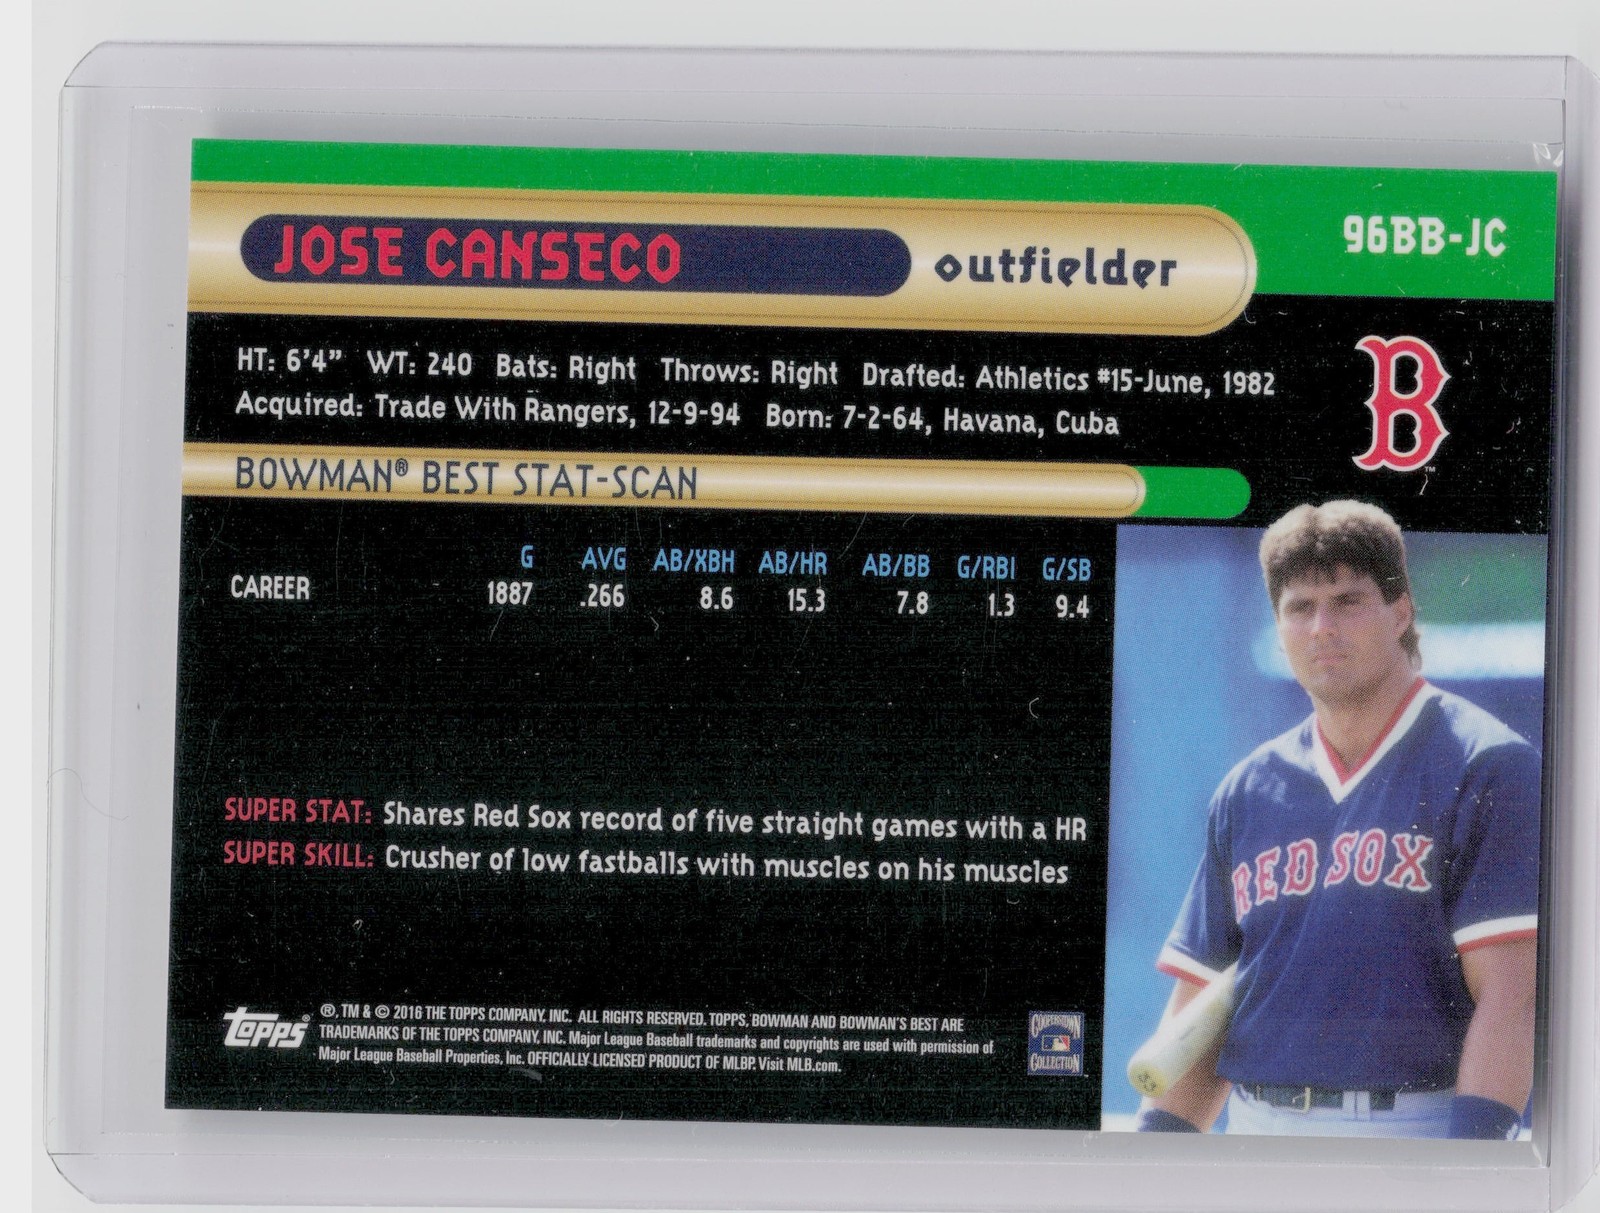 JOSE CANSECO outfielder 96BB-JC
HT: 6'4" WT: 240 Bats: Right Throws: Right Drafted: Athletics #15-June, 1982
Acquired: Trade With Rangers, 12-9-94 Born: 7-2-64, Havana, Cuba
B
TM
BOWMAN® BEST STAT-SCAN
G AVG AB/XBH AB/HR AB/BB G/RBI G/SB
CAREER 1887 .266 8.6 15.3 7.8 1.3 9.4
RED SOX
33
SUPER STAT: Shares Red Sox record of five straight games with a HR
SUPER SKILL: Crusher of low fastballs with muscles on his muscles
topps® ®, TM & © 2016 THE TOPPS COMPANY, INC. ALL RIGHTS RESERVED. TOPPS, BOWMAN AND BOWMAN'S BEST ARE
TRADEMARKS OF THE TOPPS COMPANY, INC. Major League Baseball trademarks and copyrights are used with permission of
Major League Baseball Properties, Inc. OFFICIALLY LICENSED PRODUCT OF MLBP. Visit MLB.com.
COOPERSTOWN
COLLECTION